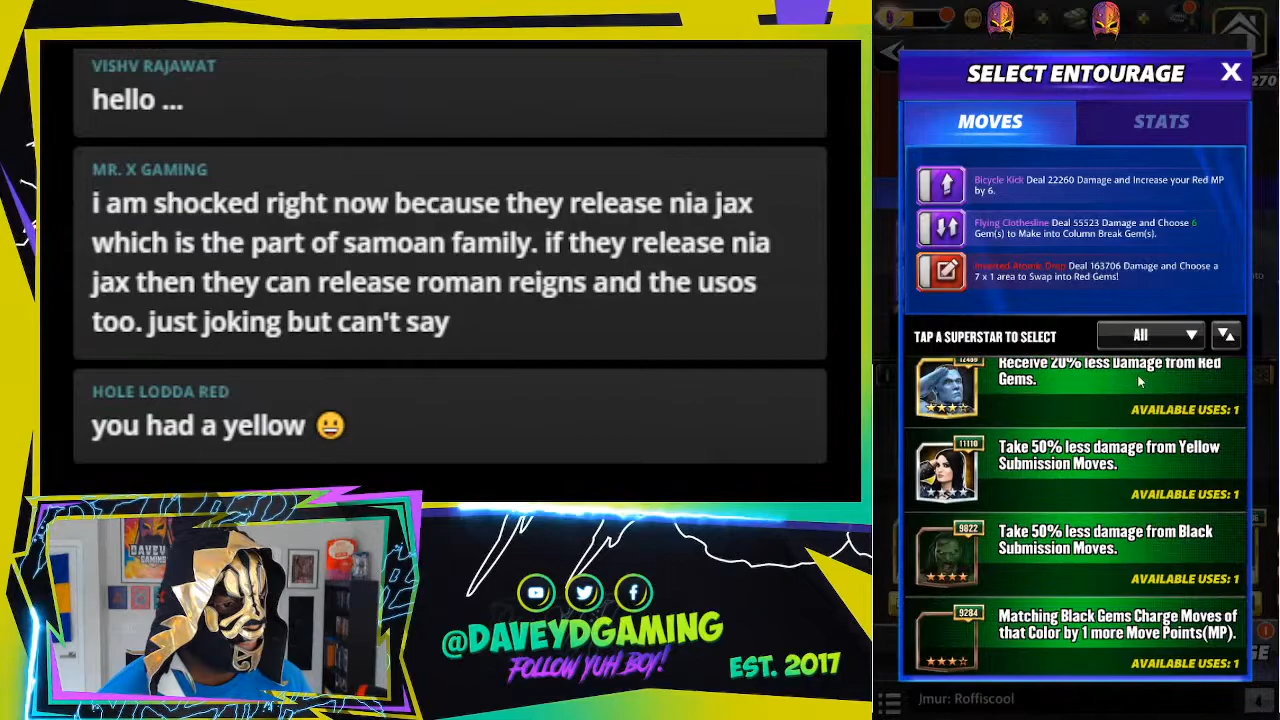 VISHV RAJAWAT
hello ...
MR. X GAMING
i am shocked right now because they release nia jax
which is the part of samoan family. if they release nia
jax then they can release roman reigns and the usos
too. just joking but can't say
HOLE LODDA RED
you had a yellow 😀
@DAVEYDGAMING
FOLLOW YUH BOY!
EST. 2017
SELECT ENTOURAGE
X
MOVES
STATS
Bicycle Kick Deal 22260 Damage and Increase your Red MP
by 6.
Flying Clothesline Deal 55523 Damage and Choose 6
Gem(s) to Make into Column Break Gem(s).
Inverted Atomic Drop Deal 163706 Damage and Choose a
7 x 1 area to Swap into Red Gems!
TAP A SUPERSTAR TO SELECT
All
Receive 20% less Damage from Red
Gems.
AVAILABLE USES: 1
11110
Take 50% less damage from Yellow
Submission Moves.
AVAILABLE USES: 1
9822
Take 50% less damage from Black
Submission Moves.
AVAILABLE USES: 1
9284
Matching Black Gems Charge Moves of
that Color by 1 more Move Points(MP).
AVAILABLE USES: 1
Jmur: Roffiscool